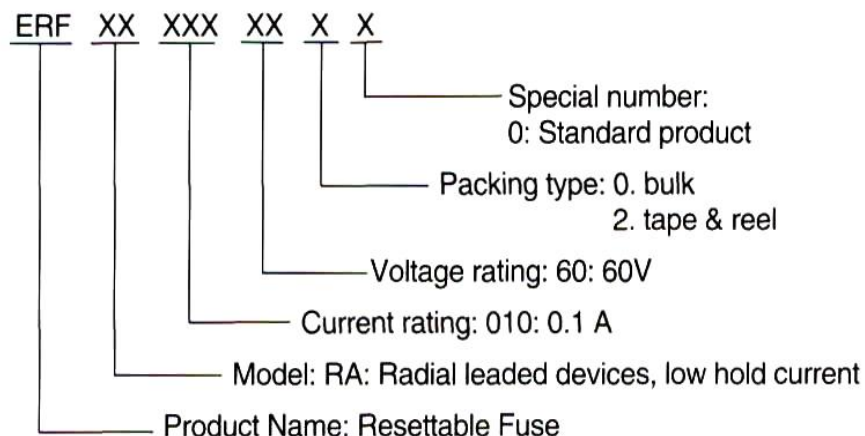 ERF XX XXX XX X X
Special number:
0: Standard product
Packing type: 0. bulk
2. tape & reel
Voltage rating: 60: 60V
Current rating: 010: 0.1 A
Model: RA: Radial leaded devices, low hold current
Product Name: Resettable Fuse